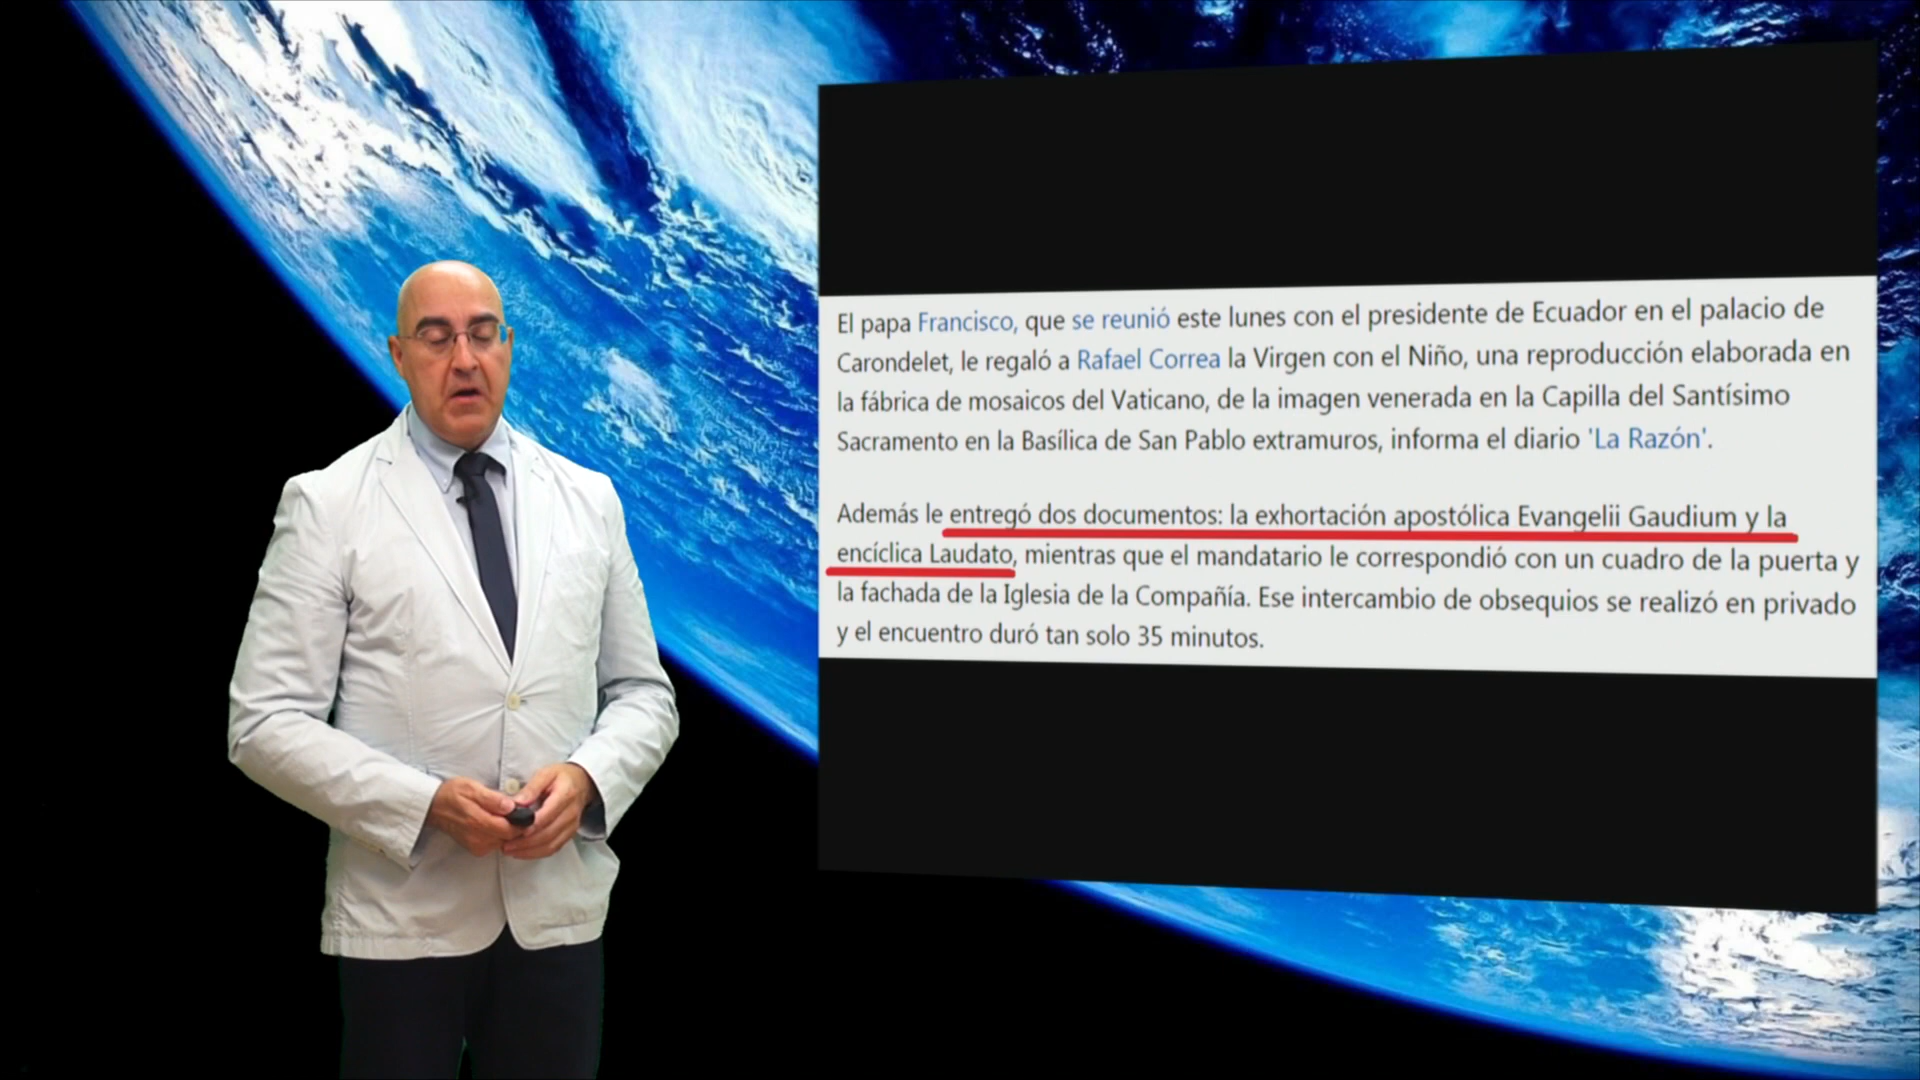 El papa Francisco, que se reunió este lunes con el presidente de Ecuador en el palacio de
Carondelet, le regaló a Rafael Correa la Virgen con el Niño, una reproducción elaborada en
la fábrica de mosaicos del Vaticano, de la imagen venerada en la Capilla del Santísimo
Sacramento en la Basílica de San Pablo extramuros, informa el diario 'La Razón'.
Además le entregó dos documentos: la exhortación apostólica Evangelii Gaudium y la
encíclica Laudato, mientras que el mandatario le correspondió con un cuadro de la puerta y
la fachada de la Iglesia de la Compañía. Ese intercambio de obsequios se realizó en privado
y el encuentro duró tan solo 35 minutos.